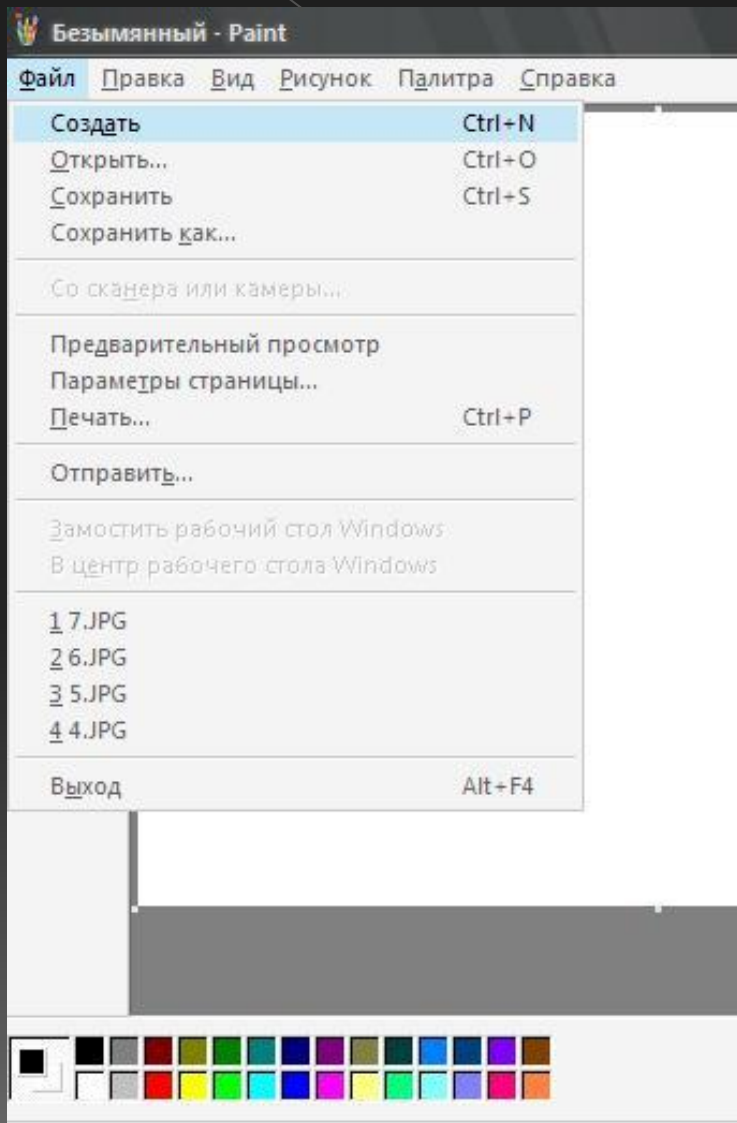 Безымянный - Paint
Файл Правка Вид Рисунок Палитра Справка
Создать Ctrl+N
Открыть... Ctrl+O
Сохранить Ctrl+S
Сохранить как...
Со сканера или камеры...
Предварительный просмотр
Параметры страницы...
Печать... Ctrl+P
Отправить...
Замостить рабочий стол Windows
В центр рабочего стола Windows
1 7.JPG
2 6.JPG
3 5.JPG
4 4.JPG
Выход Alt+F4